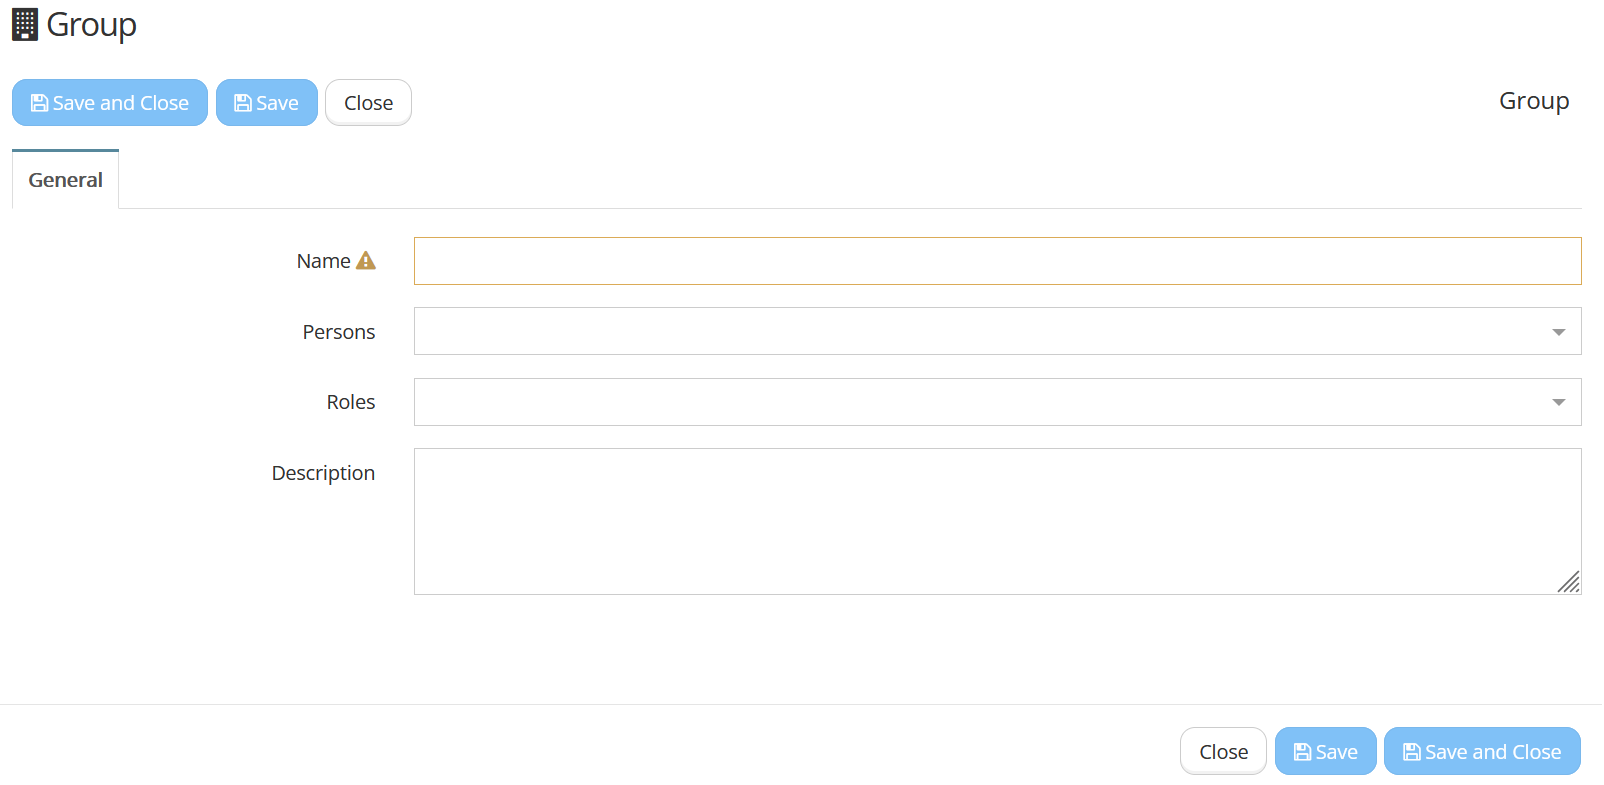 Group
Save and Close Save Close Group
General
Name
Persons
Roles
Description
Close Save Save and Close